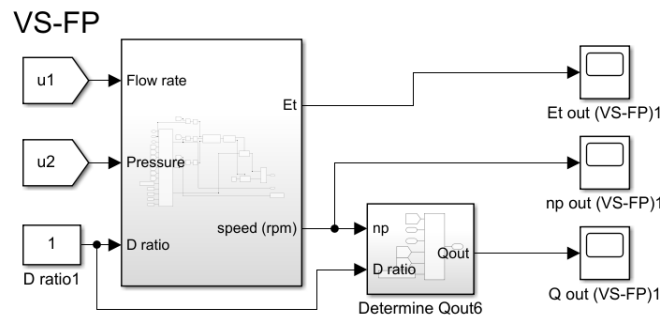 VS-FP
u1
Flow rate
Et
Et out (VS-FP)1
u2
Pressure
np out (VS-FP)1
speed (rpm)
1
D ratio
D ratio1
np
D ratio
Qout
Determine Qout6
Q out (VS-FP)1